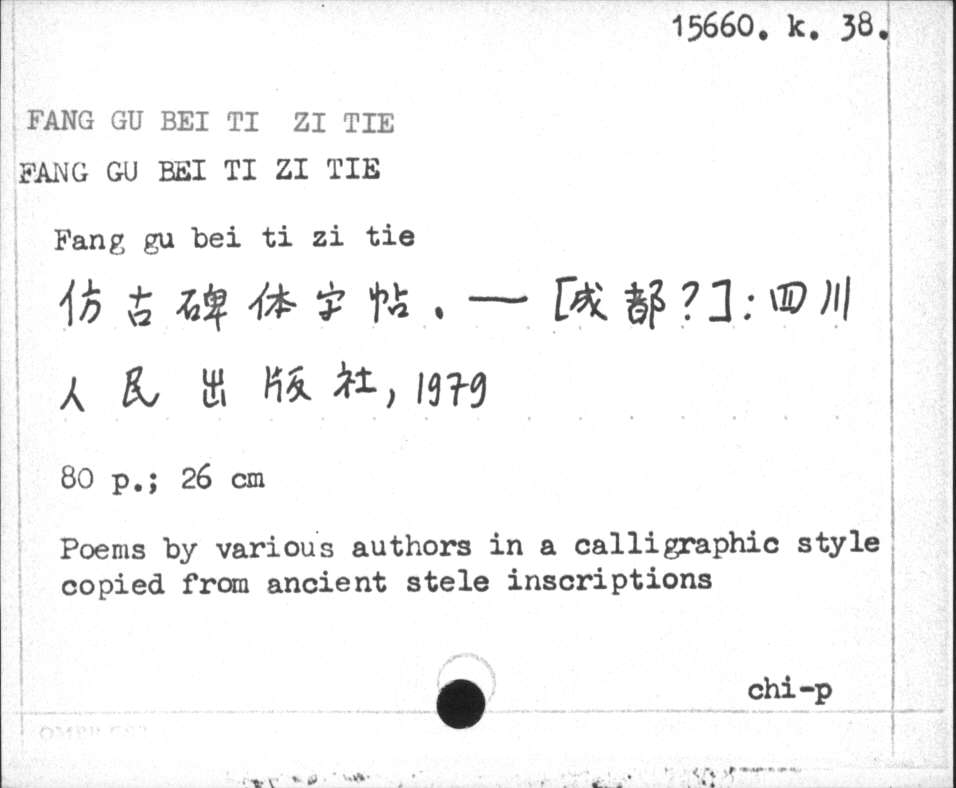 15660. k. 38.
FANG GU BEI TI ZI TIE
FANG GU BEI TI ZI TIE
Fang gu bei ti zi tie
仿古碑体字帖. — [成都?]: 四川
人民出版社, 1979
80 p.; 26 cm
Poems by various authors in a calligraphic style
copied from ancient stele inscriptions
chi-p